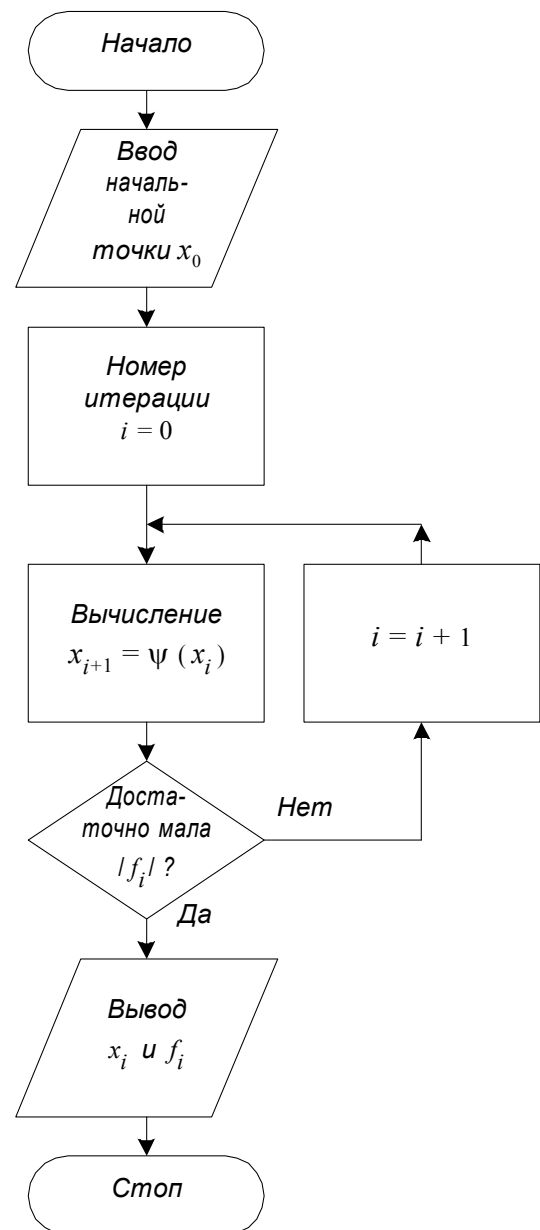 Начало
Ввод
началь-
ной
точки x₀
Номер
итерации
i = 0
Вычисление
xᵢ₊₁ = ψ (xᵢ)
i = i + 1
Доста-
точно мала
|fᵢ| ?
Нет
Да
Вывод
xᵢ и fᵢ
Стоп